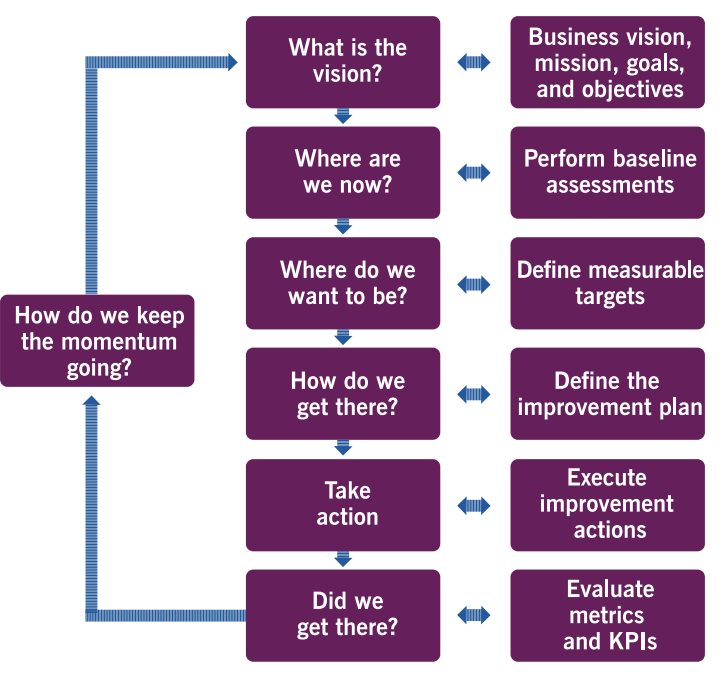 What is the
vision?
Business vision,
mission, goals,
and objectives
Where are
we now?
Perform baseline
assessments
Where do we
want to be?
Define measurable
targets
How do we keep
the momentum
going?
How do we
get there?
Define the
improvement plan
Take
action
Execute
improvement
actions
Did we
get there?
Evaluate
metrics
and KPIs